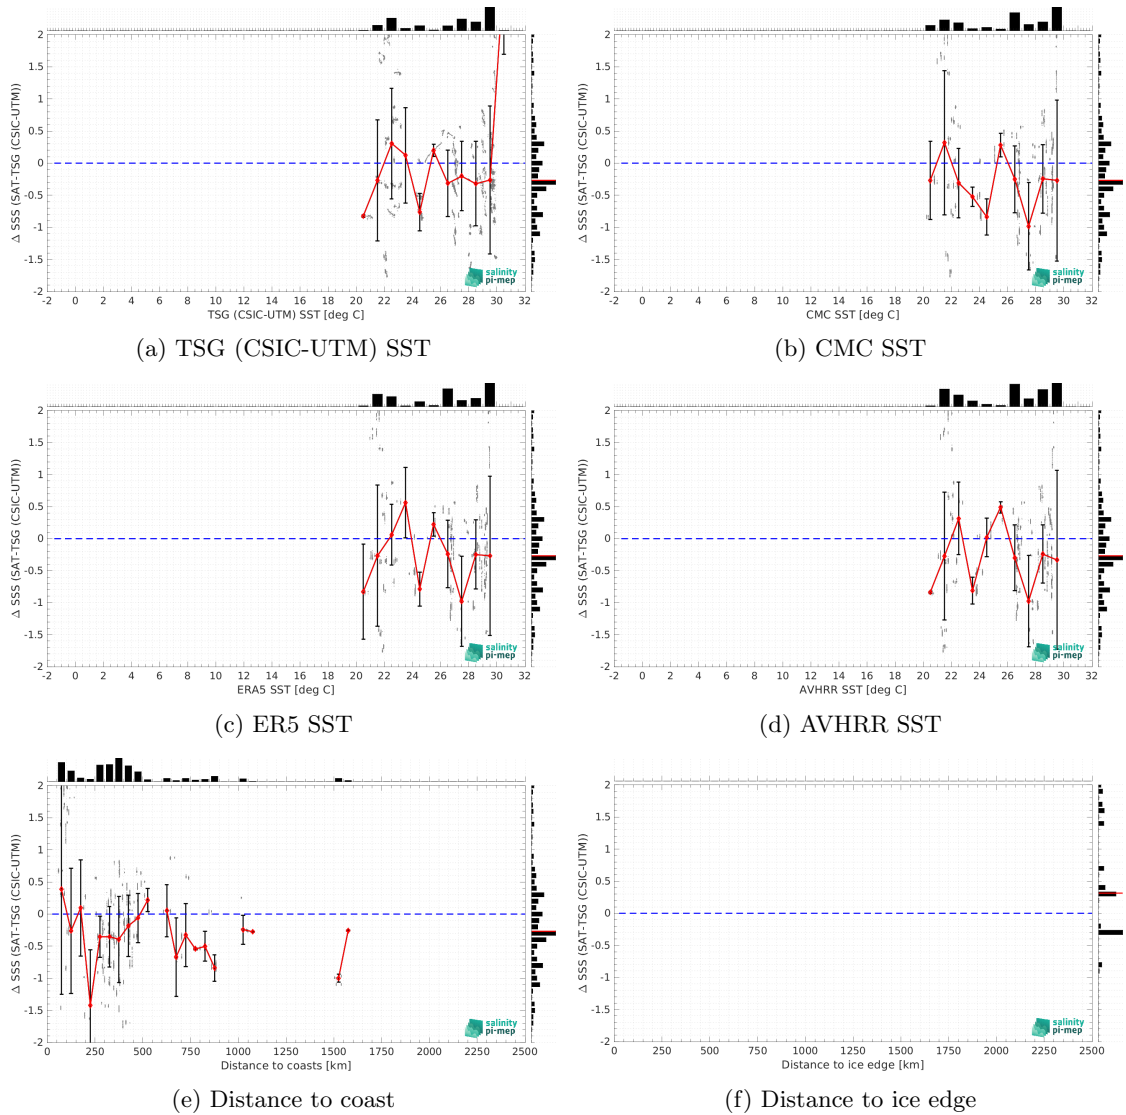 2
1.5
1
0.5
0
-0.5
-1
-1.5
-2
Δ SSS (SAT-TSG (CSIC-UTM))
-2 0 2 4 6 8 10 12 14 16 18 20 22 24 26 28 30 32
TSG (CSIC-UTM) SST [deg C]
salinity
pi-mep
(a) TSG (CSIC-UTM) SST
2
1.5
1
0.5
0
-0.5
-1
-1.5
-2
Δ SSS (SAT-TSG (CSIC-UTM))
-2 0 2 4 6 8 10 12 14 16 18 20 22 24 26 28 30 32
CMC SST [deg C]
salinity
pi-mep
(b) CMC SST
2
1.5
1
0.5
0
-0.5
-1
-1.5
-2
Δ SSS (SAT-TSG (CSIC-UTM))
-2 0 2 4 6 8 10 12 14 16 18 20 22 24 26 28 30 32
ERA5 SST [deg C]
salinity
pi-mep
(c) ER5 SST
2
1.5
1
0.5
0
-0.5
-1
-1.5
-2
Δ SSS (SAT-TSG (CSIC-UTM))
-2 0 2 4 6 8 10 12 14 16 18 20 22 24 26 28 30 32
AVHRR SST [deg C]
salinity
pi-mep
(d) AVHRR SST
2
1.5
1
0.5
0
-0.5
-1
-1.5
-2
Δ SSS (SAT-TSG (CSIC-UTM))
0 250 500 750 1000 1250 1500 1750 2000 2250 2500
Distance to coasts [km]
salinity
pi-mep
(e) Distance to coast
2
1.5
1
0.5
0
-0.5
-1
-1.5
-2
Δ SSS (SAT-TSG (CSIC-UTM))
0 250 500 750 1000 1250 1500 1750 2000 2250 2500
Distance to ice edge [km]
salinity
pi-mep
(f) Distance to ice edge